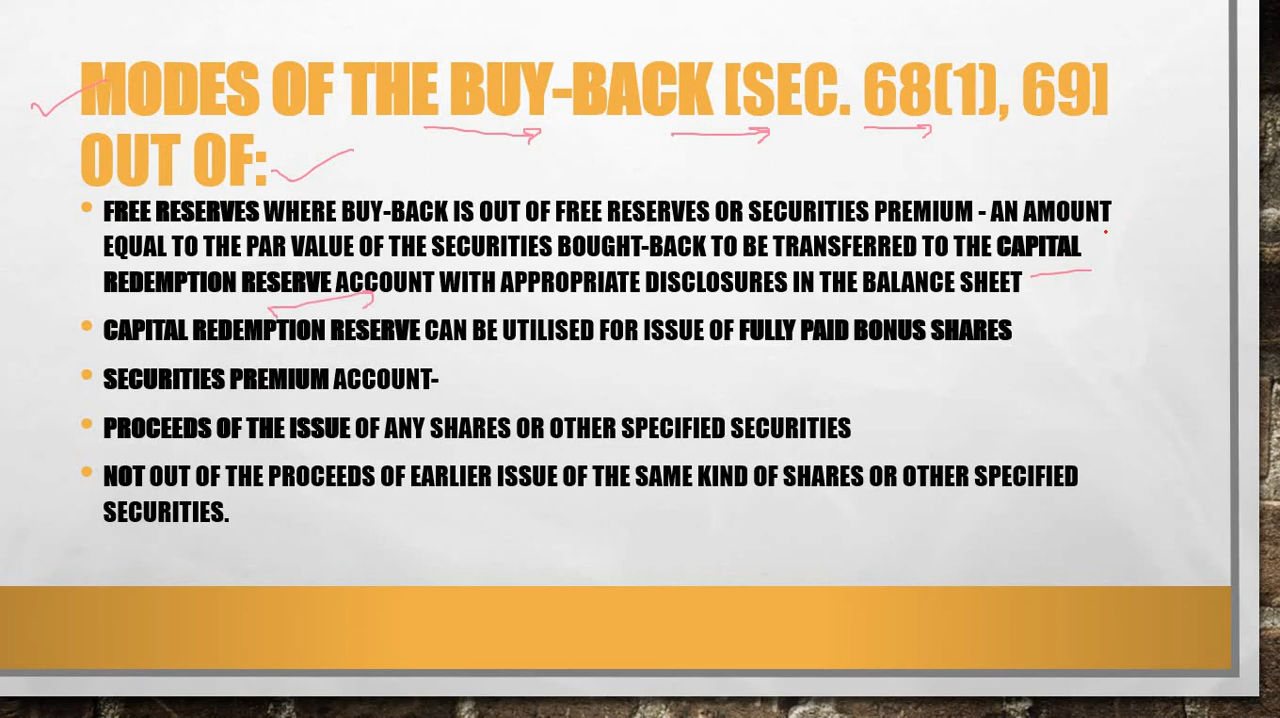 MODES OF THE BUY-BACK [SEC. 68(1), 69]
OUT OF:
FREE RESERVES WHERE BUY-BACK IS OUT OF FREE RESERVES OR SECURITIES PREMIUM - AN AMOUNT
EQUAL TO THE PAR VALUE OF THE SECURITIES BOUGHT-BACK TO BE TRANSFERRED TO THE CAPITAL
REDEMPTION RESERVE ACCOUNT WITH APPROPRIATE DISCLOSURES IN THE BALANCE SHEET
CAPITAL REDEMPTION RESERVE CAN BE UTILISED FOR ISSUE OF FULLY PAID BONUS SHARES
SECURITIES PREMIUM ACCOUNT-
PROCEEDS OF THE ISSUE OF ANY SHARES OR OTHER SPECIFIED SECURITIES
NOT OUT OF THE PROCEEDS OF EARLIER ISSUE OF THE SAME KIND OF SHARES OR OTHER SPECIFIED
SECURITIES.